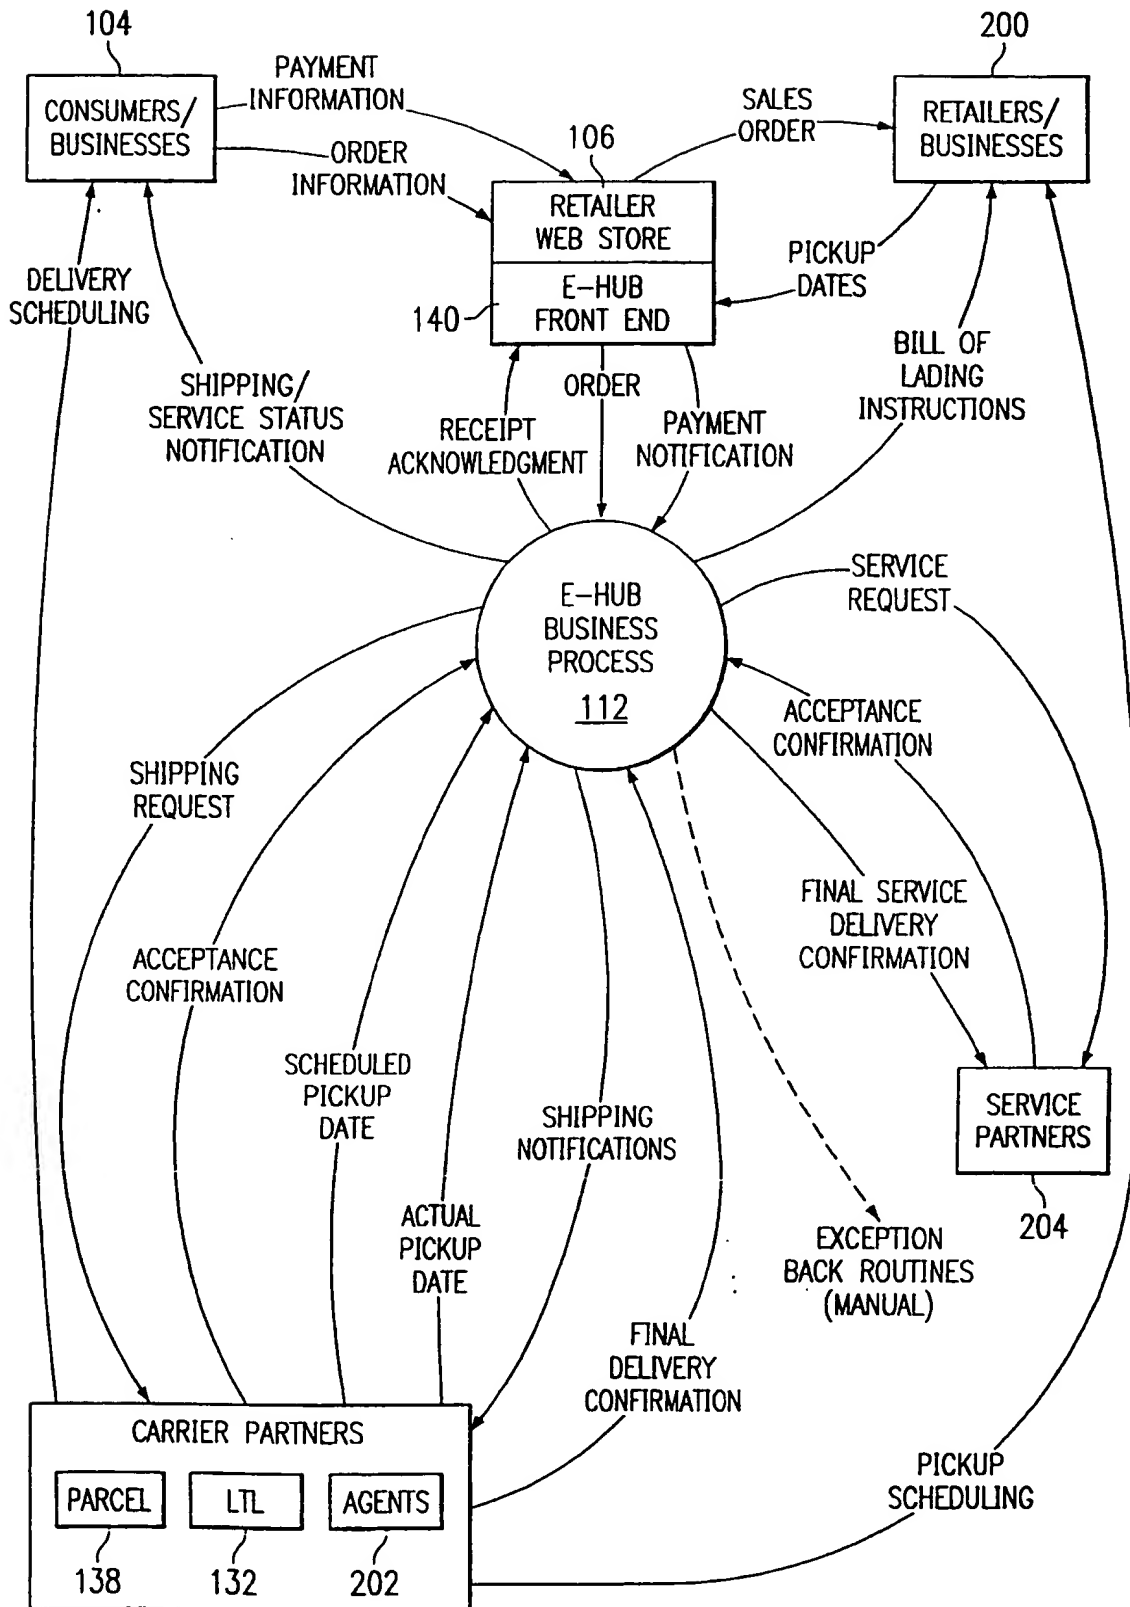 104
200
CONSUMERS/
BUSINESSES
PAYMENT
INFORMATION
ORDER
INFORMATION
106
SALES
ORDER
RETAILERS/
BUSINESSES
RETAILER
WEB STORE
E-HUB
FRONT END
140
PICKUP
DATES
DELIVERY
SCHEDULING
SHIPPING/
SERVICE STATUS
NOTIFICATION
RECEIPT
ACKNOWLEDGMENT
ORDER
PAYMENT
NOTIFICATION
BILL OF
LADING
INSTRUCTIONS
E-HUB
BUSINESS
PROCESS
112
SERVICE
REQUEST
ACCEPTANCE
CONFIRMATION
SHIPPING
REQUEST
FINAL SERVICE
DELIVERY
CONFIRMATION
ACCEPTANCE
CONFIRMATION
SCHEDULED
PICKUP
DATE
SHIPPING
NOTIFICATIONS
SERVICE
PARTNERS
204
ACTUAL
PICKUP
DATE
EXCEPTION
BACK ROUTINES
(MANUAL)
FINAL
DELIVERY
CONFIRMATION
CARRIER PARTNERS
PARCEL
LTL
AGENTS
138
132
202
PICKUP
SCHEDULING